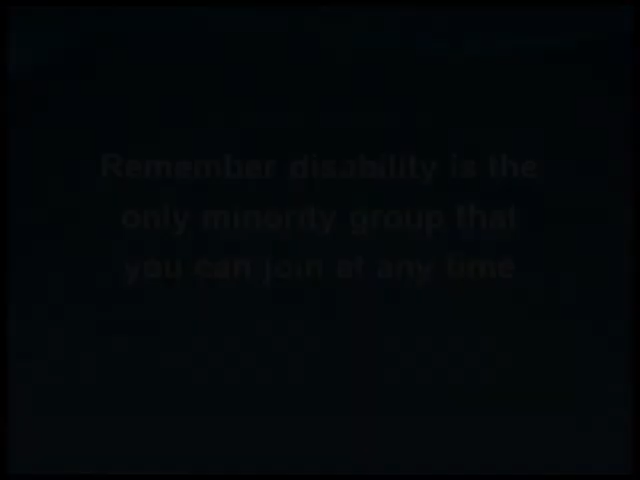 Remember disability is the
only minority group that
you can join at any time